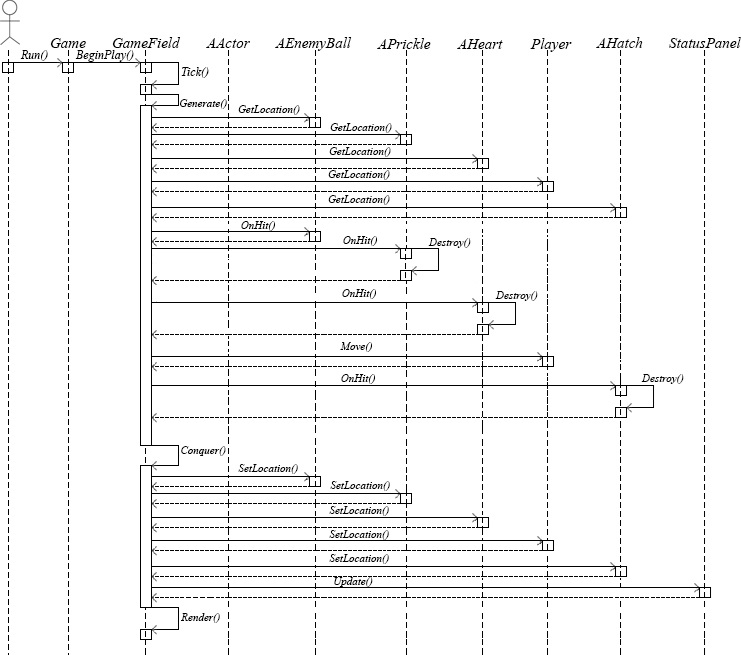 Game GameField AActor AEnemyBall APrickle AHeart Player AHatch StatusPanel
Run() BeginPlay()
Tick()
Generate()
GetLocation()
GetLocation()
GetLocation()
GetLocation()
GetLocation()
OnHit()
OnHit() Destroy()
OnHit() Destroy()
Move()
OnHit() Destroy()
Conquer()
SetLocation()
SetLocation()
SetLocation()
SetLocation()
SetLocation()
Update()
Render()